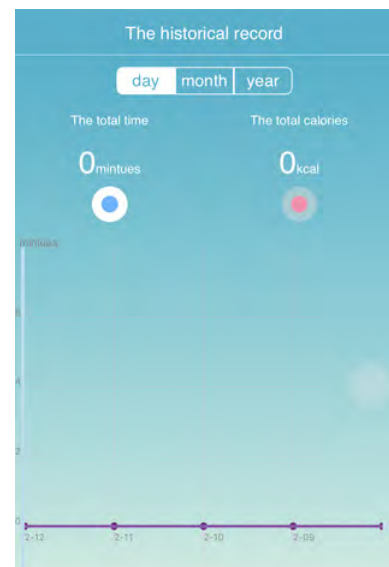 The historical record
day month year
The total time The total calories
0mintues 0kcal
mintues
6
4
2
0
2-12 2-11 2-10 2-09